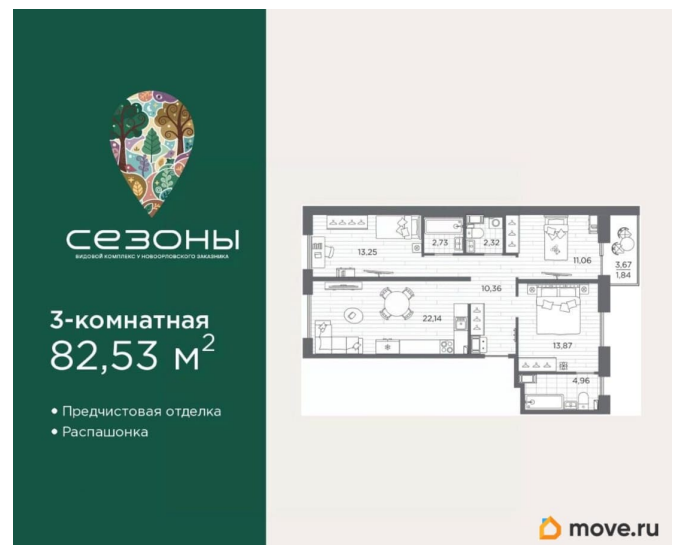 сезоны
ВИДОВОЙ КОМПЛЕКС У НОВООРЛОВСКОГО ЗАКАЗНИКА
3-комнатная
82,53 м²
• Предчистовая отделка
• Распашонка
13.25
2,73
2,32
11.06
3,67
1,84
10,36
22,14
13,87
4,96
move.ru